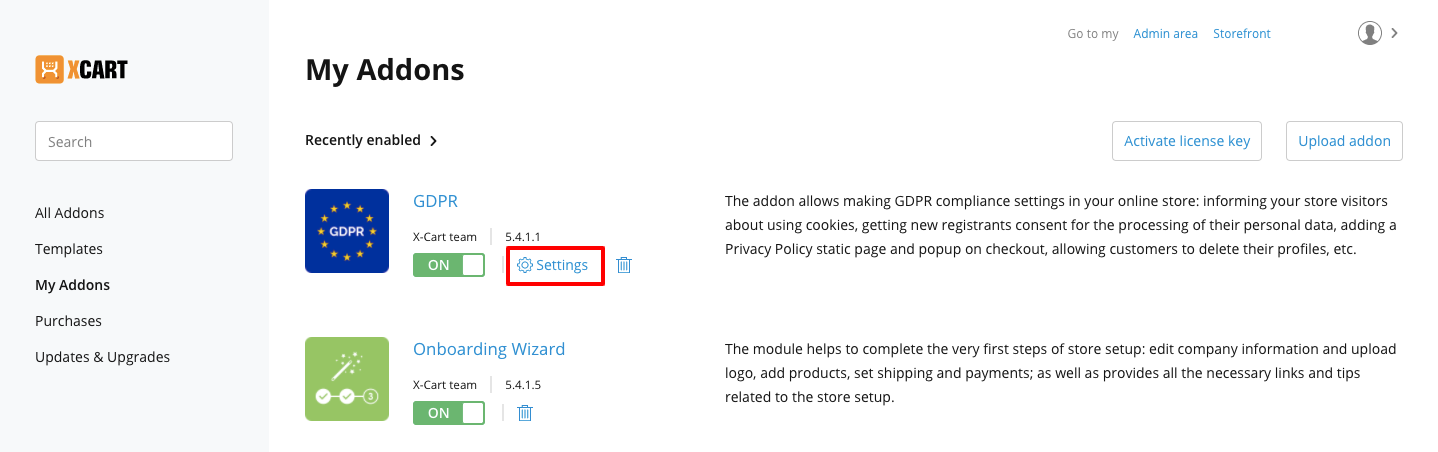 Go to my Admin area Storefront
XCART
My Addons
Search
Recently enabled
Activate license key
Upload addon
All Addons
Templates
My Addons
Purchases
Updates & Upgrades
GDPR
GDPR
X-Cart team 5.4.1.1
ON Settings
The addon allows making GDPR compliance settings in your online store: informing your store visitors
about using cookies, getting new registrants consent for the processing of their personal data, adding a
Privacy Policy static page and popup on checkout, allowing customers to delete their profiles, etc.
3
Onboarding Wizard
X-Cart team 5.4.1.5
ON
The module helps to complete the very first steps of store setup: edit company information and upload
logo, add products, set shipping and payments; as well as provides all the necessary links and tips
related to the store setup.